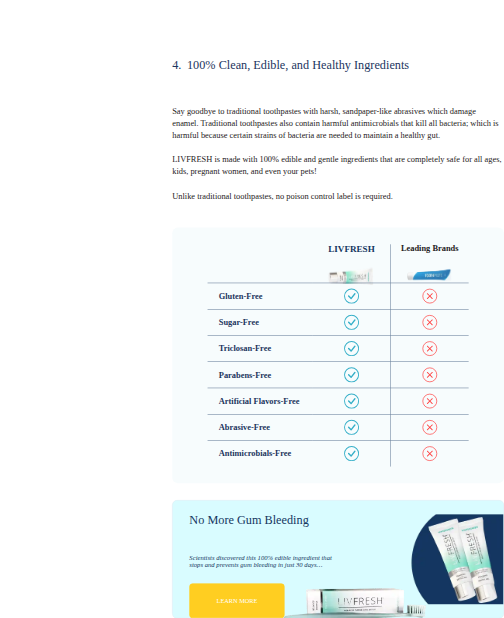 4. 100% Clean, Edible, and Healthy Ingredients
Say goodbye to traditional toothpastes with harsh, sandpaper-like abrasives which damage
enamel. Traditional toothpastes also contain harmful antimicrobials that kill all bacteria; which is
harmful because certain strains of bacteria are needed to maintain a healthy gut.
LIVFRESH is made with 100% edible and gentle ingredients that are completely safe for all ages,
kids, pregnant women, and even your pets!
Unlike traditional toothpastes, no poison control label is required.
LIVFRESH Leading Brands
Gluten-Free
Sugar-Free
Triclosan-Free
Parabens-Free
Artificial Flavors-Free
Abrasive-Free
Antimicrobials-Free
No More Gum Bleeding
Scientists discovered this 100% edible ingredient that
stops and prevents gum bleeding in just 30 days....
LEARN MORE
LIVFRESH